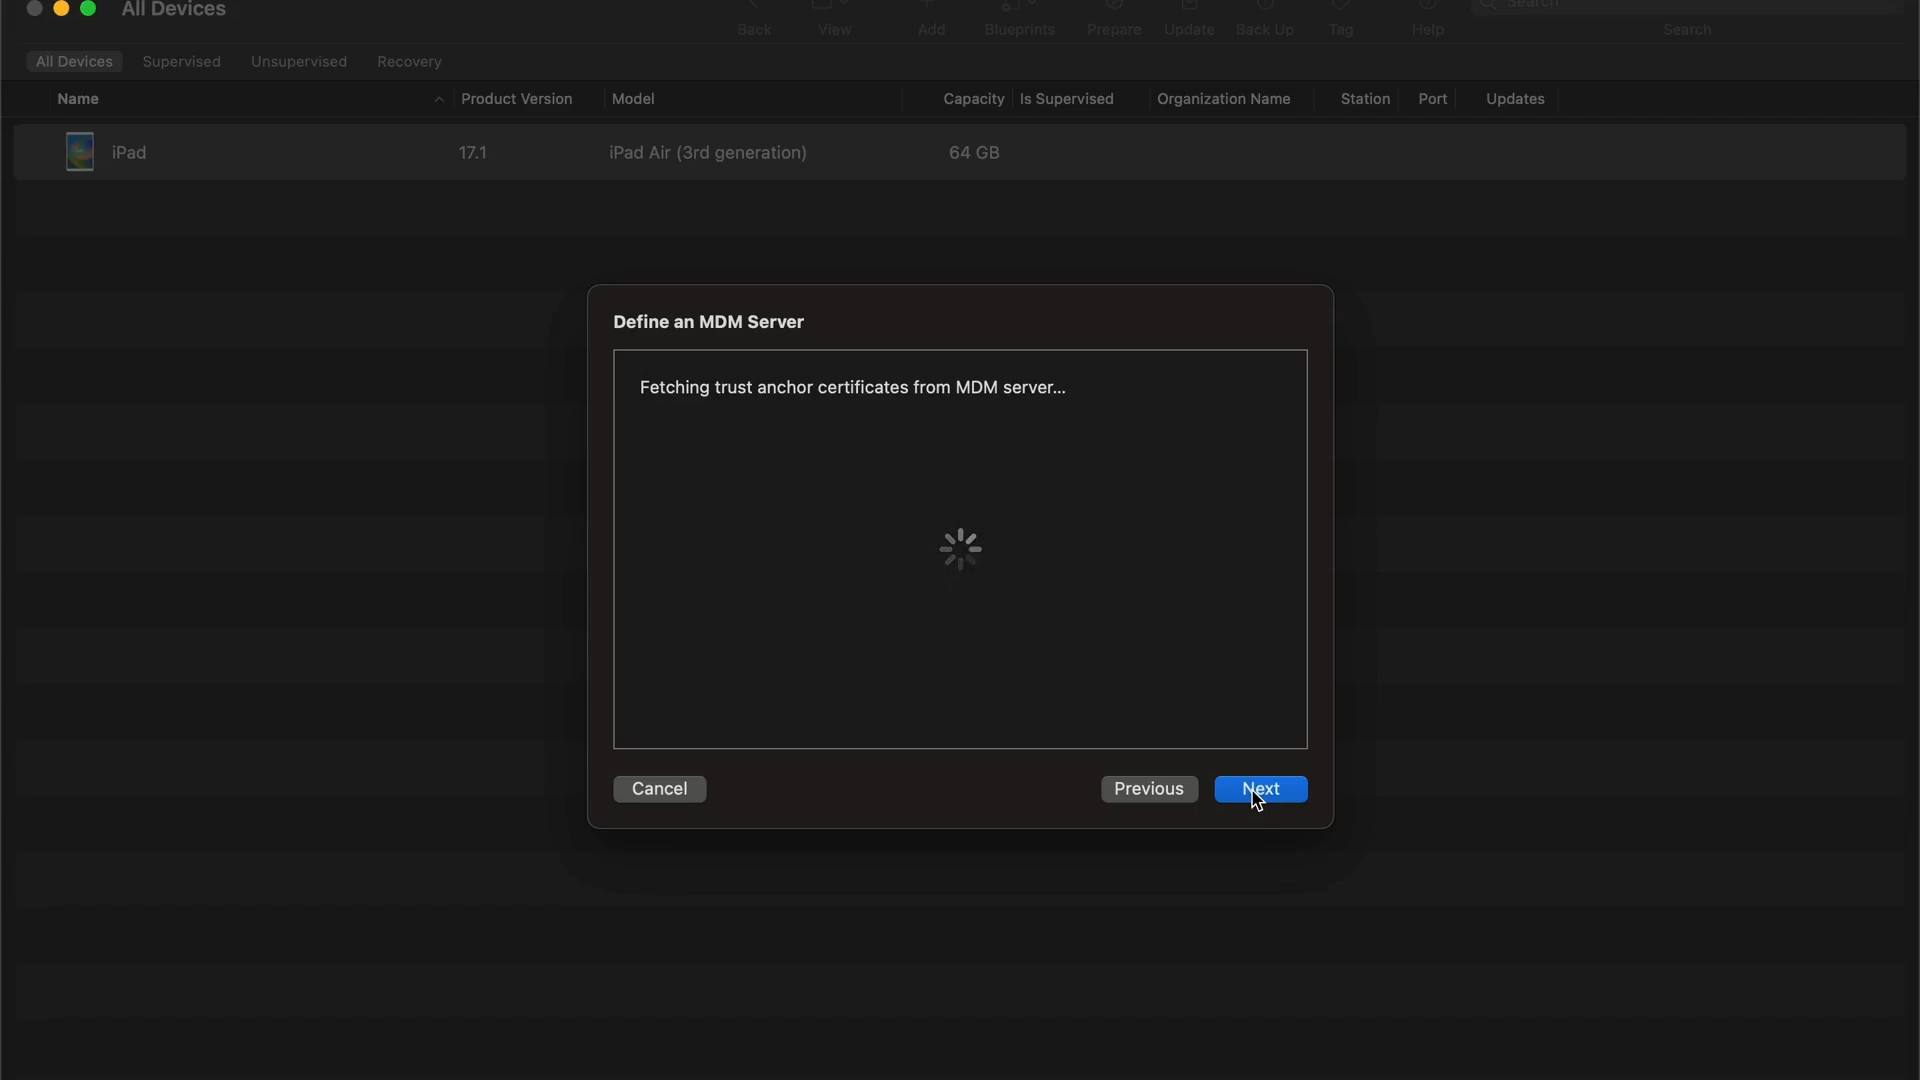 All Devices
Back View Add Blueprints Prepare Update Back Up Tag Help Search
Search
All Devices Supervised Unsupervised Recovery
Name Product Version Model Capacity Is Supervised Organization Name Station Port Updates
iPad 17.1 iPad Air (3rd generation) 64 GB
Define an MDM Server
Fetching trust anchor certificates from MDM server...
Cancel Previous Next